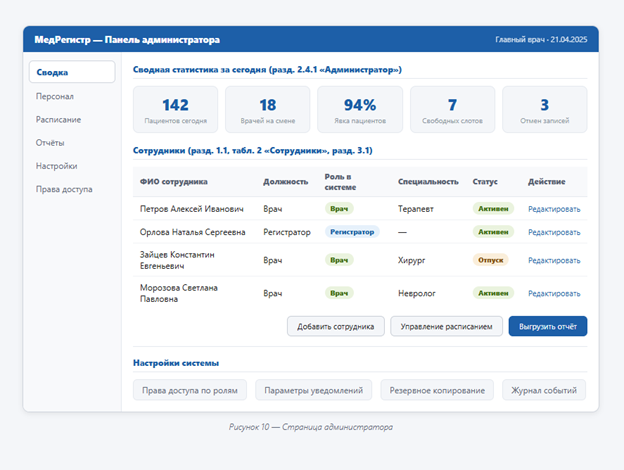 МедРегистр — Панель администратора
Главный врач · 21.04.2025
Сводка
Персонал
Расписание
Отчёты
Настройки
Права доступа
Сводная статистика за сегодня (разд. 2.4.1 «Администратор»)
142
Пациентов сегодня
18
Врачей на смене
94%
Явка пациентов
7
Свободных слотов
3
Отмен записей
Сотрудники (разд. 1.1, табл. 2 «Сотрудники», разд. 3.1)
ФИО сотрудника Должность Роль в системе Специальность Статус Действие
Петров Алексей Иванович Врач Врач Терапевт Активен Редактировать
Орлова Наталья Сергеевна Регистратор Регистратор — Активен Редактировать
Зайцев Константин Евгеньевич Врач Врач Хирург Отпуск Редактировать
Морозова Светлана Павловна Врач Врач Невролог Активен Редактировать
Добавить сотрудника Управление расписанием Выгрузить отчёт
Настройки системы
Права доступа по ролям Параметры уведомлений Резервное копирование Журнал событий
Рисунок 10 — Страница администратора